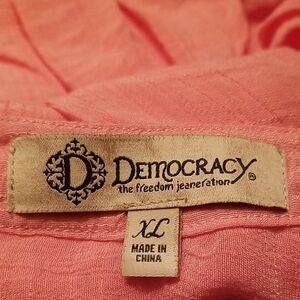 D DEMOCRACY®
the freedom jeaneration
XL
MADE IN
CHINA